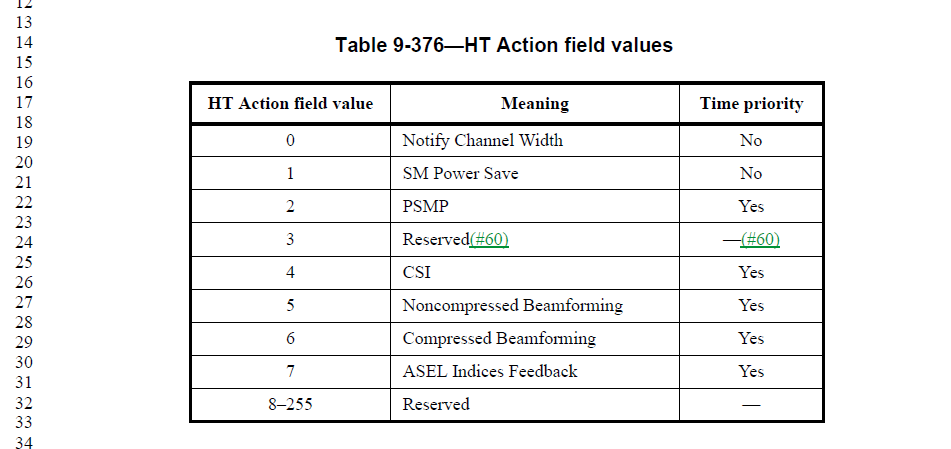 12
13
14 Table 9-376—HT Action field values
15
16
17 HT Action field value Meaning Time priority
18
19 0 Notify Channel Width No
20
21 1 SM Power Save No
22 2 PSMP Yes
23
24 3 Reserved(#60) —(#60)
25
26 4 CSI Yes
27 5 Noncompressed Beamforming Yes
28
29 6 Compressed Beamforming Yes
30
31 7 ASEL Indices Feedback Yes
32 8–255 Reserved —
33
34